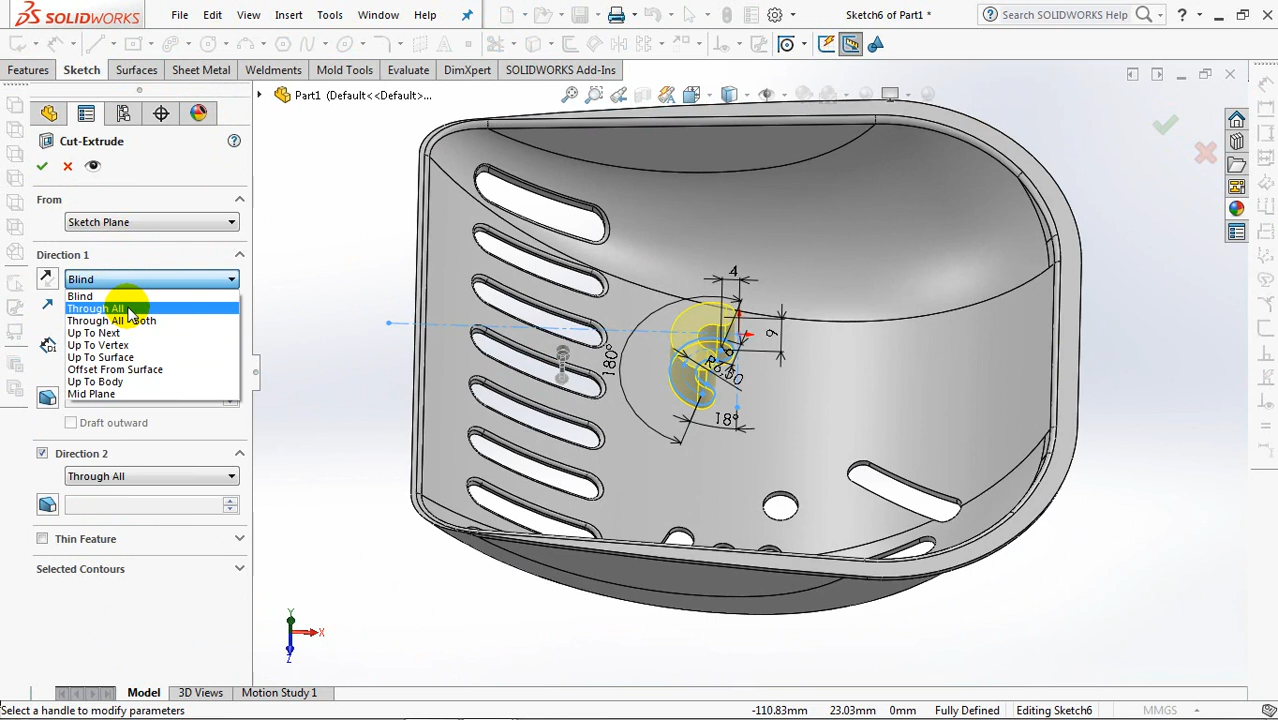 SOLIDWORKS File Edit View Insert Tools Window Help Sketch6 of Part1 * Search SOLIDWORKS Help ?
Features Sketch Surfaces Sheet Metal Weldments Mold Tools Evaluate DimXpert SOLIDWORKS Add-Ins
Part1 (Default<<Default>...
Cut-Extrude ?
From
Sketch Plane
Direction 1
Blind
Blind
Through All
Through All - Both
Up To Next
Up To Vertex
Up To Surface
Offset From Surface
Up To Body
Mid Plane
Draft outward
Direction 2
Through All
Thin Feature
Selected Contours
4
9
180°
R6.50
18°
Y
X
Z
Model 3D Views Motion Study 1
Select a handle to modify parameters -110.83mm 23.03mm 0mm Fully Defined Editing Sketch6 MMGS